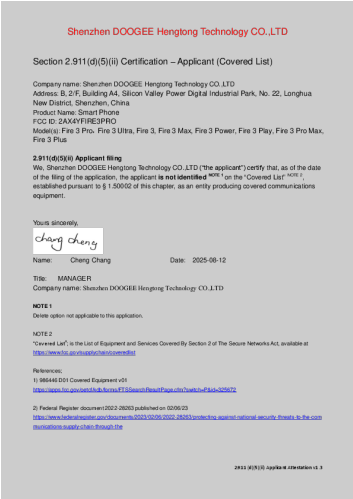 Shenzhen DOOGEE Hengtong Technology CO.,LTD
Section 2.911(d)(5)(ii) Certification – Applicant (Covered List)
Company name: Shenzhen DOOGEE Hengtong Technology CO.,LTD
Address: B, 2/F, Building A4, Silicon Valley Power Digital Industrial Park, No. 22, Longhua
New District, Shenzhen, China
Product Name: Smart Phone
FCC ID: 2AX4YFIRE3PRO
Model(s): Fire 3 Pro, Fire 3 Ultra, Fire 3, Fire 3 Max, Fire 3 Power, Fire 3 Play, Fire 3 Pro Max,
Fire 3 Plus
2.911(d)(5)(ii) Applicant filing
We, Shenzhen DOOGEE Hengtong Technology CO.,LTD ("the applicant") certify that, as of the
date of the filing of the application, the applicant is not identified NOTE 1 on the "Covered List" NOTE 2,
established pursuant to § 1.50002 of this chapter, as an entity producing covered communications
equipment.
Yours sincerely,
chang cheng
Name: Cheng Chang Date: 2025-08-12
Title: MANAGER
Company name: Shenzhen DOOGEE Hengtong Technology CO.,LTD
NOTE 1
Delete option not applicable to this application.
NOTE 2
"Covered List"; is the List of Equipment and Services Covered By Section 2 of The Secure Networks Act, available at
https://www.fcc.gov/supplychain/coveredlist
References;
1) 986446 D01 Covered Equipment v01
https://apps.fcc.gov/oetcf/kdb/forms/FTSSearchResultPage.cfm?switch=P&id=325672
2) Federal Register document 2022-28263 published on 02/06/23
https://www.federalregister.gov/documents/2023/02/06/2022-28263/protecting-against-national-security-threats-to-the-com
munications-supply-chain-through-the
2.911 (d)(5)(ii) Applicant Attestation v1.3